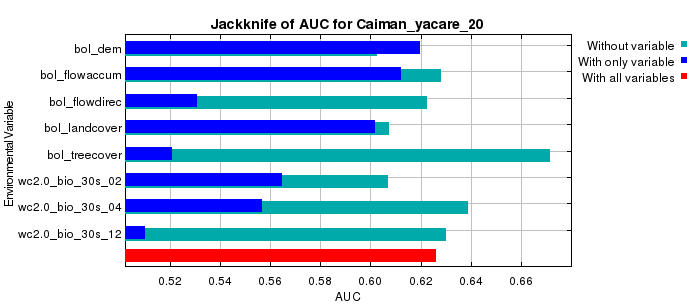 Jackknife of AUC for Caiman_yacare_20
Without variable
With only variable
With all variables
Environmental Variable
bol_dem
bol_flowaccum
bol_flowdirec
bol_landcover
bol_treecover
wc2.0_bio_30s_02
wc2.0_bio_30s_04
wc2.0_bio_30s_12
0.52 0.54 0.56 0.58 0.60 0.62 0.64 0.66
AUC